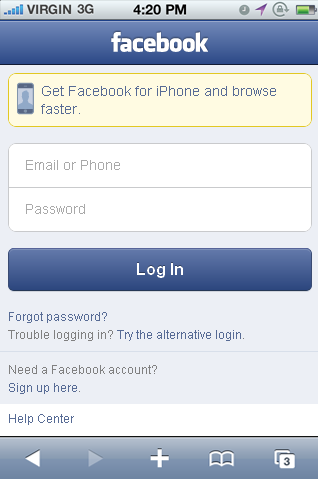 VIRGIN 3G 4:20 PM
facebook
Get Facebook for iPhone and browse
faster.
Email or Phone
Password
Log In
Forgot password?
Trouble logging in? Try the alternative login.
Need a Facebook account?
Sign up here.
Help Center
3